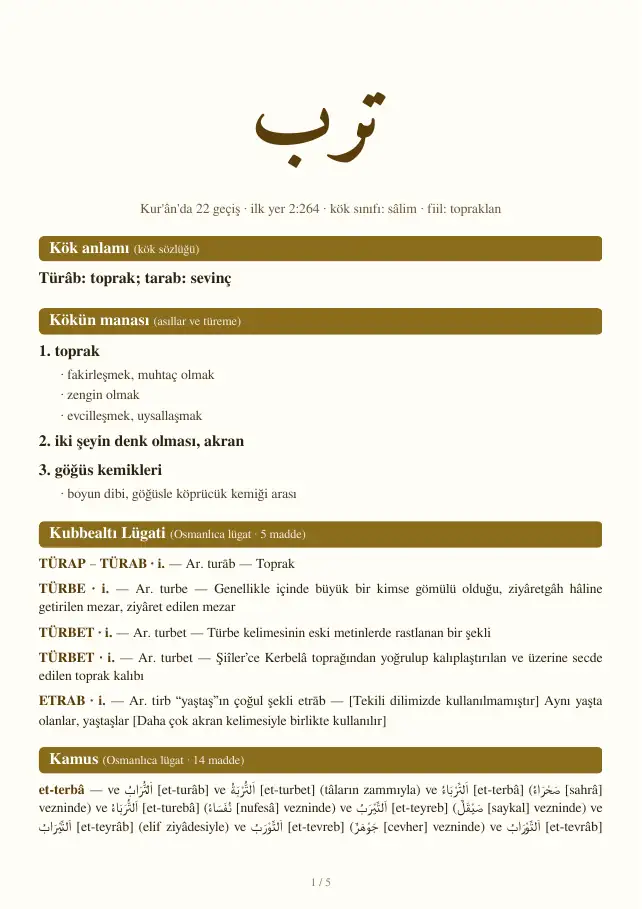 ترب
Kur'ân'da 22 geçiş · ilk yer 2:264 · kök sınıfı: sâlim · fiil: topraklan
Kök anlamı (kök sözlüğü)
Türâb: toprak; tarab: sevinç
Kökün manası (asıllar ve türeme)
1. toprak
· fakirleşmek, muhtaç olmak
· zengin olmak
· evcilleşmek, uysallaşmak
2. iki şeyin denk olması, akran
3. göğüs kemikleri
· boyun dibi, göğüsle köprücük kemiği arası
Kubbealtı Lügati (Osmanlıca lügat · 5 madde)
TÜRAP – TÜRAB · i. — Ar. turāb — Toprak
TÜRBE · i. — Ar. turbe — Genellikle içinde büyük bir kimse gömülü olduğu, ziyâretgâh hâline
getirilen mezar, ziyâret edilen mezar
TÜRBET · i. — Ar. turbet — Türbe kelimesinin eski metinlerde rastlanan bir şekli
TÜRBET · i. — Ar. turbet — Şiîler’ce Kerbelâ toprağından yoğrulup kalıplaştırılan ve üzerine secde
edilen toprak kalıbı
ETRAB · i. — Ar. tirb “yaştaş”ın çoğul şekli etrāb — [Tekili dilimizde kullanılmamıştır] Aynı yaşta
olanlar, yaştaşlar [Daha çok akran kelimesiyle birlikte kullanılır]
Kamus (Osmanlıca lügat · 14 madde)
et-terbâ — ve اَلتُّرَابُ [et-turâb] ve اَلتُّرْبَةُ [et-turbet] (tâların zammıyla) ve اَلتَّرْبَاءُ [et-terbâ] (صَحْرَاءُ [sahrâ]
vezninde) ve اَلتُّرَبَاءُ [et-turebâ] (نُفَسَاءُ [nufesâ] vezninde) ve اَلتَّيْرَبُ [et-teyreb] (صَيْقَلٌ [saykal] vezninde) ve
اَلتَّيْرَابُ [et-teyrâb] (elif ziyâdesiyle) ve اَلتَّوْرَبُ [et-tevreb] (جَوْهَرٌ [cevher] vezninde) ve اَلتَّوْرَابُ [et-tevrâb]
1 / 5